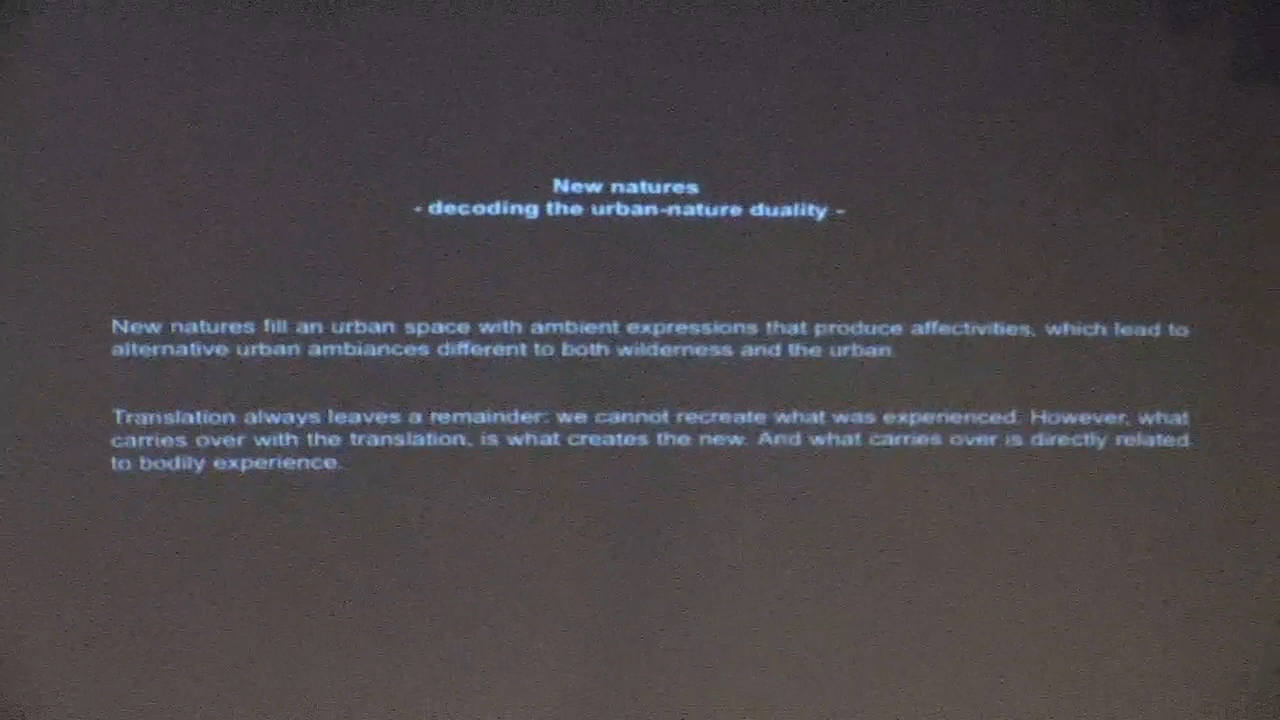 New natures
- decoding the urban-nature duality -
New natures fill an urban space with ambient expressions that produce affectivities, which lead to
alternative urban ambiances different to both wilderness and the urban.
Translation always leaves a remainder: we cannot recreate what was experienced. However, what
carries over with the translation, is what creates the new. And what carries over is directly related
to bodily experience.